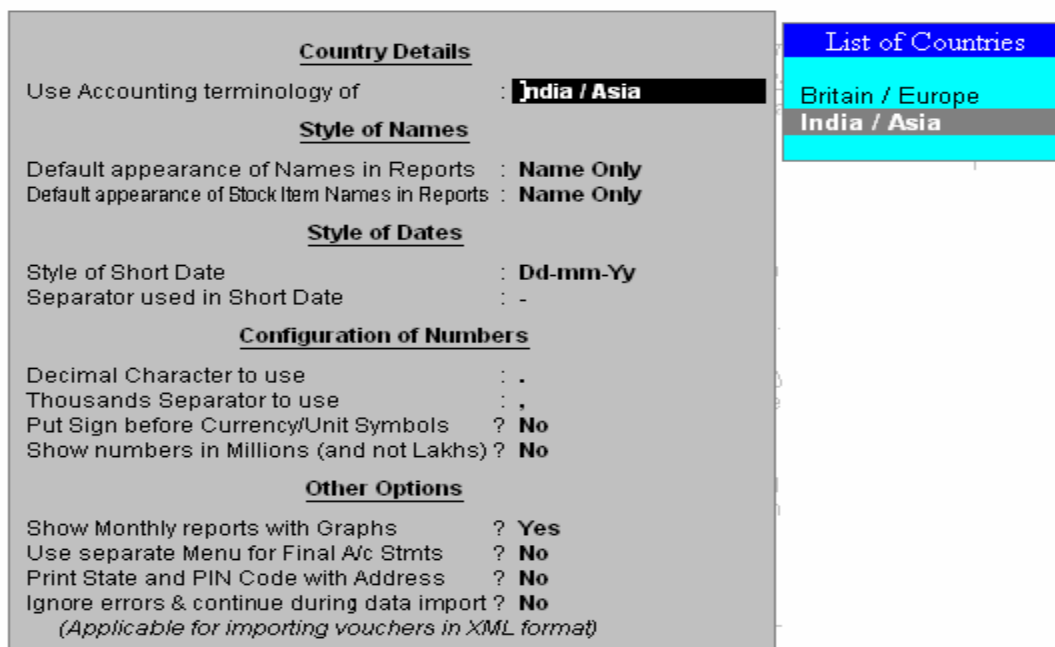 Country Details
Use Accounting terminology of : India / Asia
Style of Names
Default appearance of Names in Reports : Name Only
Default appearance of Stock Item Names in Reports : Name Only
Style of Dates
Style of Short Date : Dd-mm-Yy
Separator used in Short Date : -
Configuration of Numbers
Decimal Character to use : .
Thousands Separator to use : ,
Put Sign before Currency/Unit Symbols ? No
Show numbers in Millions (and not Lakhs) ? No
Other Options
Show Monthly reports with Graphs ? Yes
Use separate Menu for Final A/c Stmts ? No
Print State and PIN Code with Address ? No
Ignore errors & continue during data import ? No
(Applicable for importing vouchers in XML format)
List of Countries
Britain / Europe
India / Asia